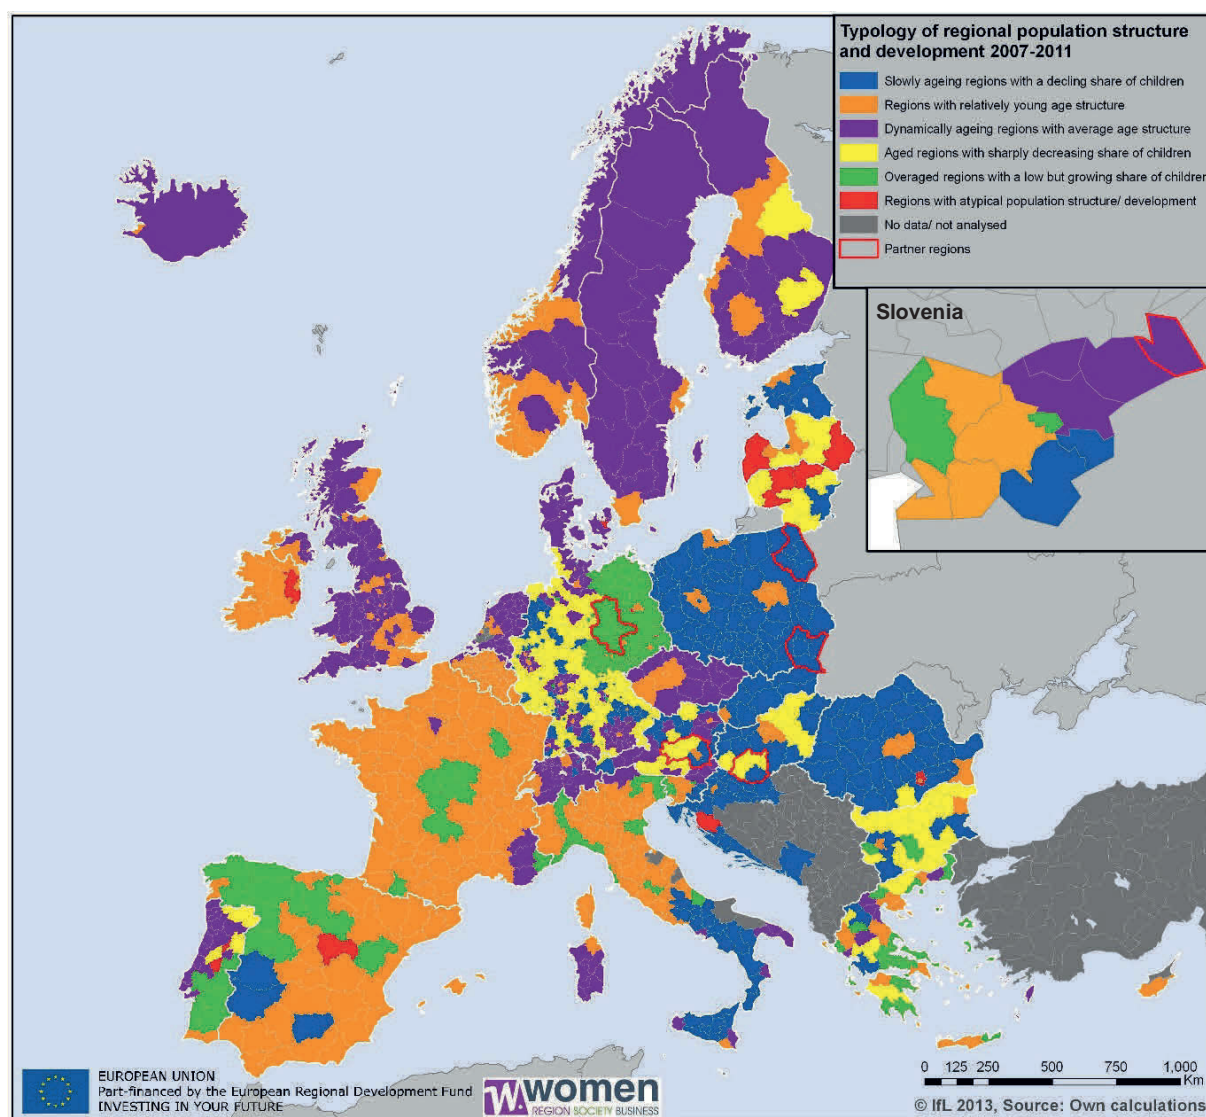 Typology of regional population structure
and development 2007-2011
Slowly ageing regions with a decling share of children
Regions with relatively young age structure
Dynamically ageing regions with average age structure
Aged regions with sharply decreasing share of children
Overaged regions with a low but growing share of children
Regions with atypical population structure/ development
No data/ not analysed
Partner regions
Slovenia
EUROPEAN UNION
Part-financed by the European Regional Development Fund
INVESTING IN YOUR FUTURE
W. women
REGION SOCIETY BUSINESS
0 125 250 500 750 1,000
Km
© IfL 2013, Source: Own calculations